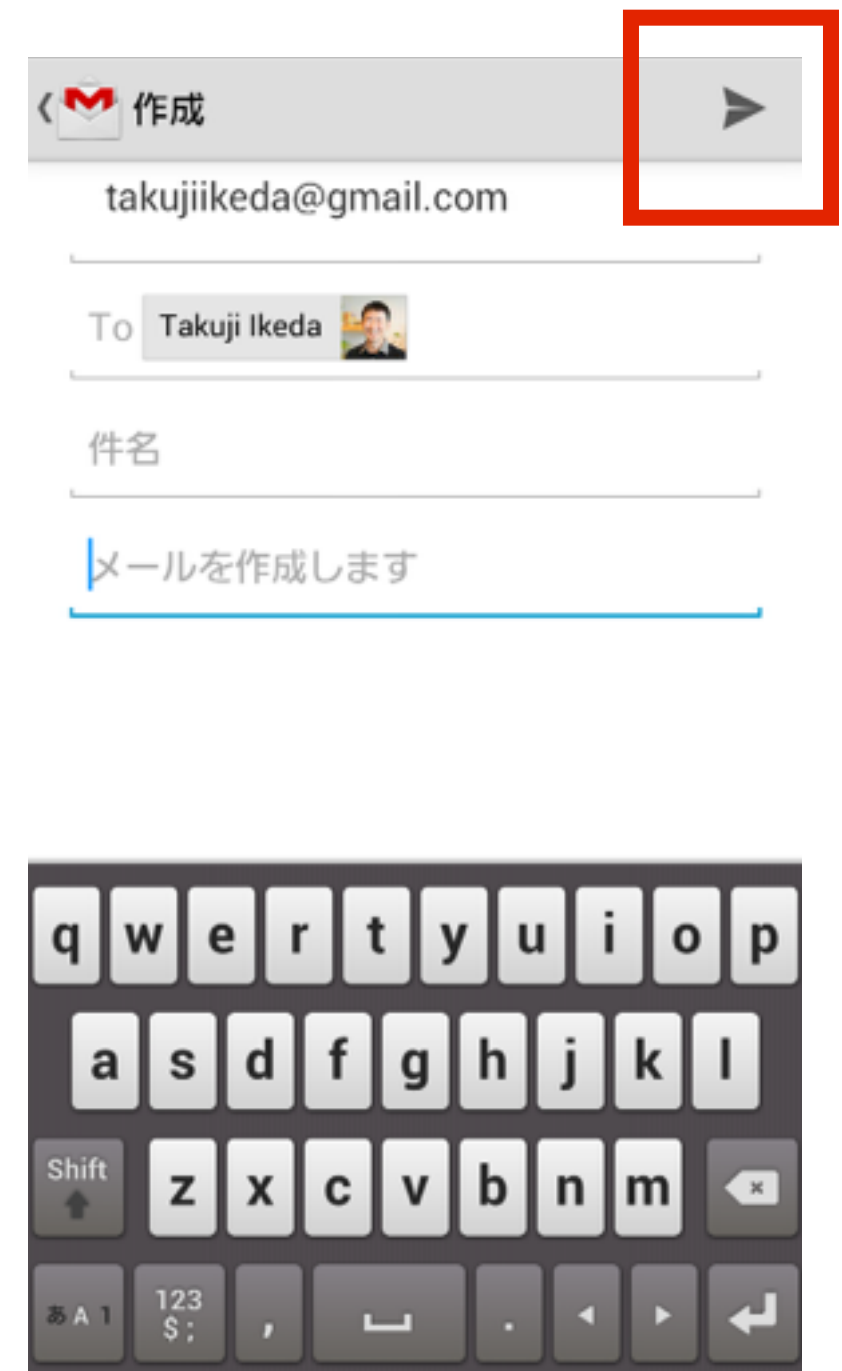 作成
takujiikeda@gmail.com
To Takuji Ikeda
件名
メールを作成します
q w e r t y u i o p
a s d f g h j k l
Shift z x c v b n m
あ A 1 123 , .
$ ;